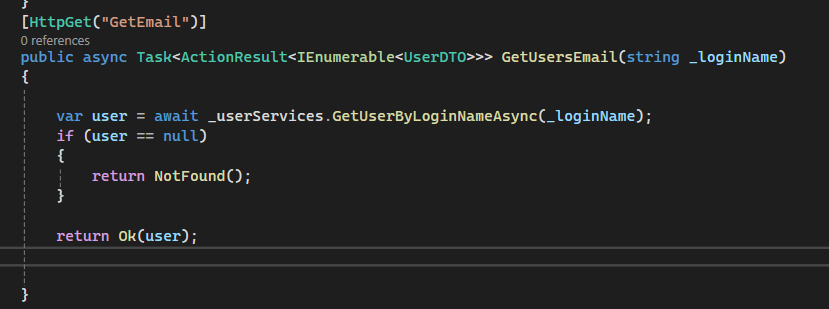 }
[HttpGet("GetEmail")]
0 references
public async Task<ActionResult<IEnumerable<UserDTO>>> GetUsersEmail(string _loginName)
{
var user = await _userServices.GetUserByLoginNameAsync(_loginName);
if (user == null)
{
return NotFound();
}
return Ok(user);
}